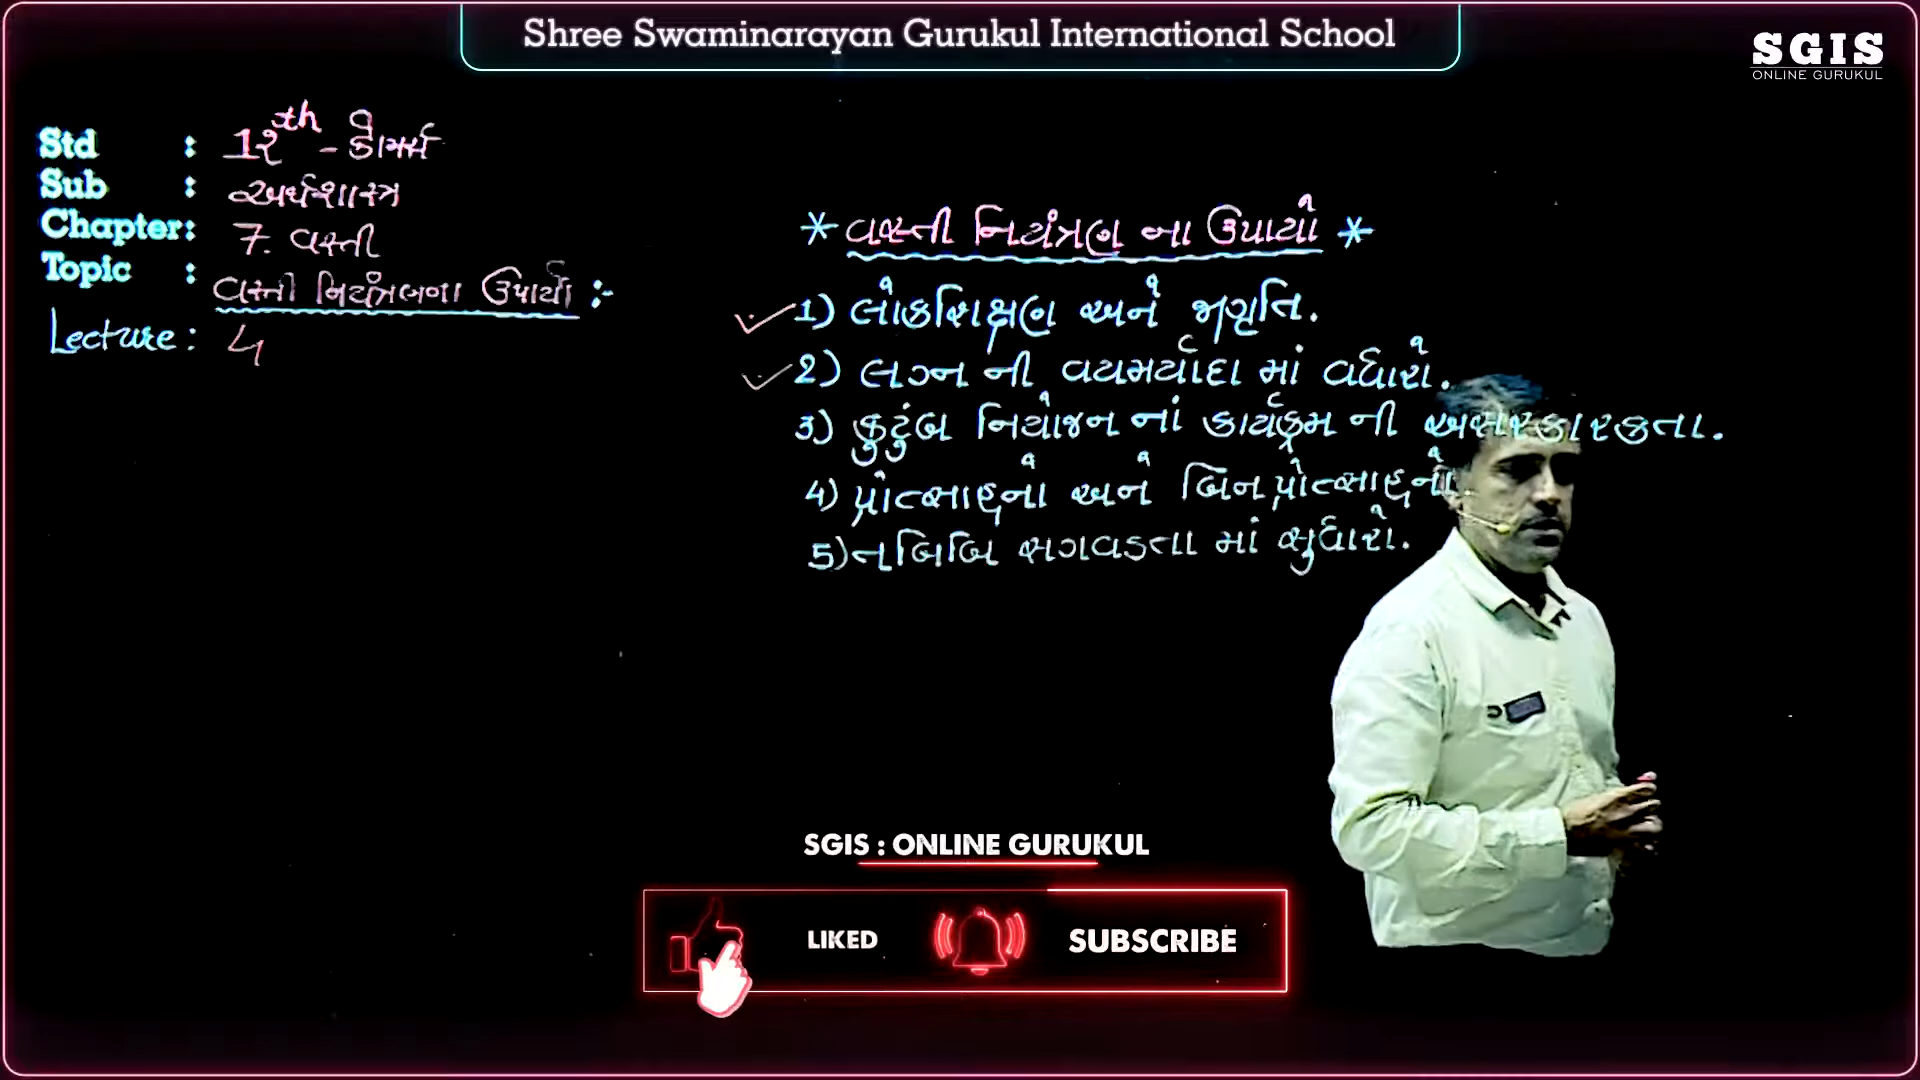 Shree Swaminarayan Gurukul International School
SGIS
ONLINE GURUKUL
Std : 12th - કોમર્સ
Sub : અર્થશાસ્ત્ર
Chapter: 7. વસ્તી
Topic : વસ્તી નિયંત્રણના ઉપાયો :-
Lecture: 4
* વસ્તી નિયંત્રણ ના ઉપાયો *
1) લોકશિક્ષણ અને જાગૃતિ.
2) લગ્ન ની વયમર્યાદા માં વધારો.
3) કુટુંબ નિયોજન નાં કાર્યક્રમ ની અસરકારકતા.
4) પ્રોત્સાહનો અને બિનપ્રોત્સાહનો
5) તબિબિ સગવડતા માં સુધારો.
SGIS : ONLINE GURUKUL
LIKED SUBSCRIBE